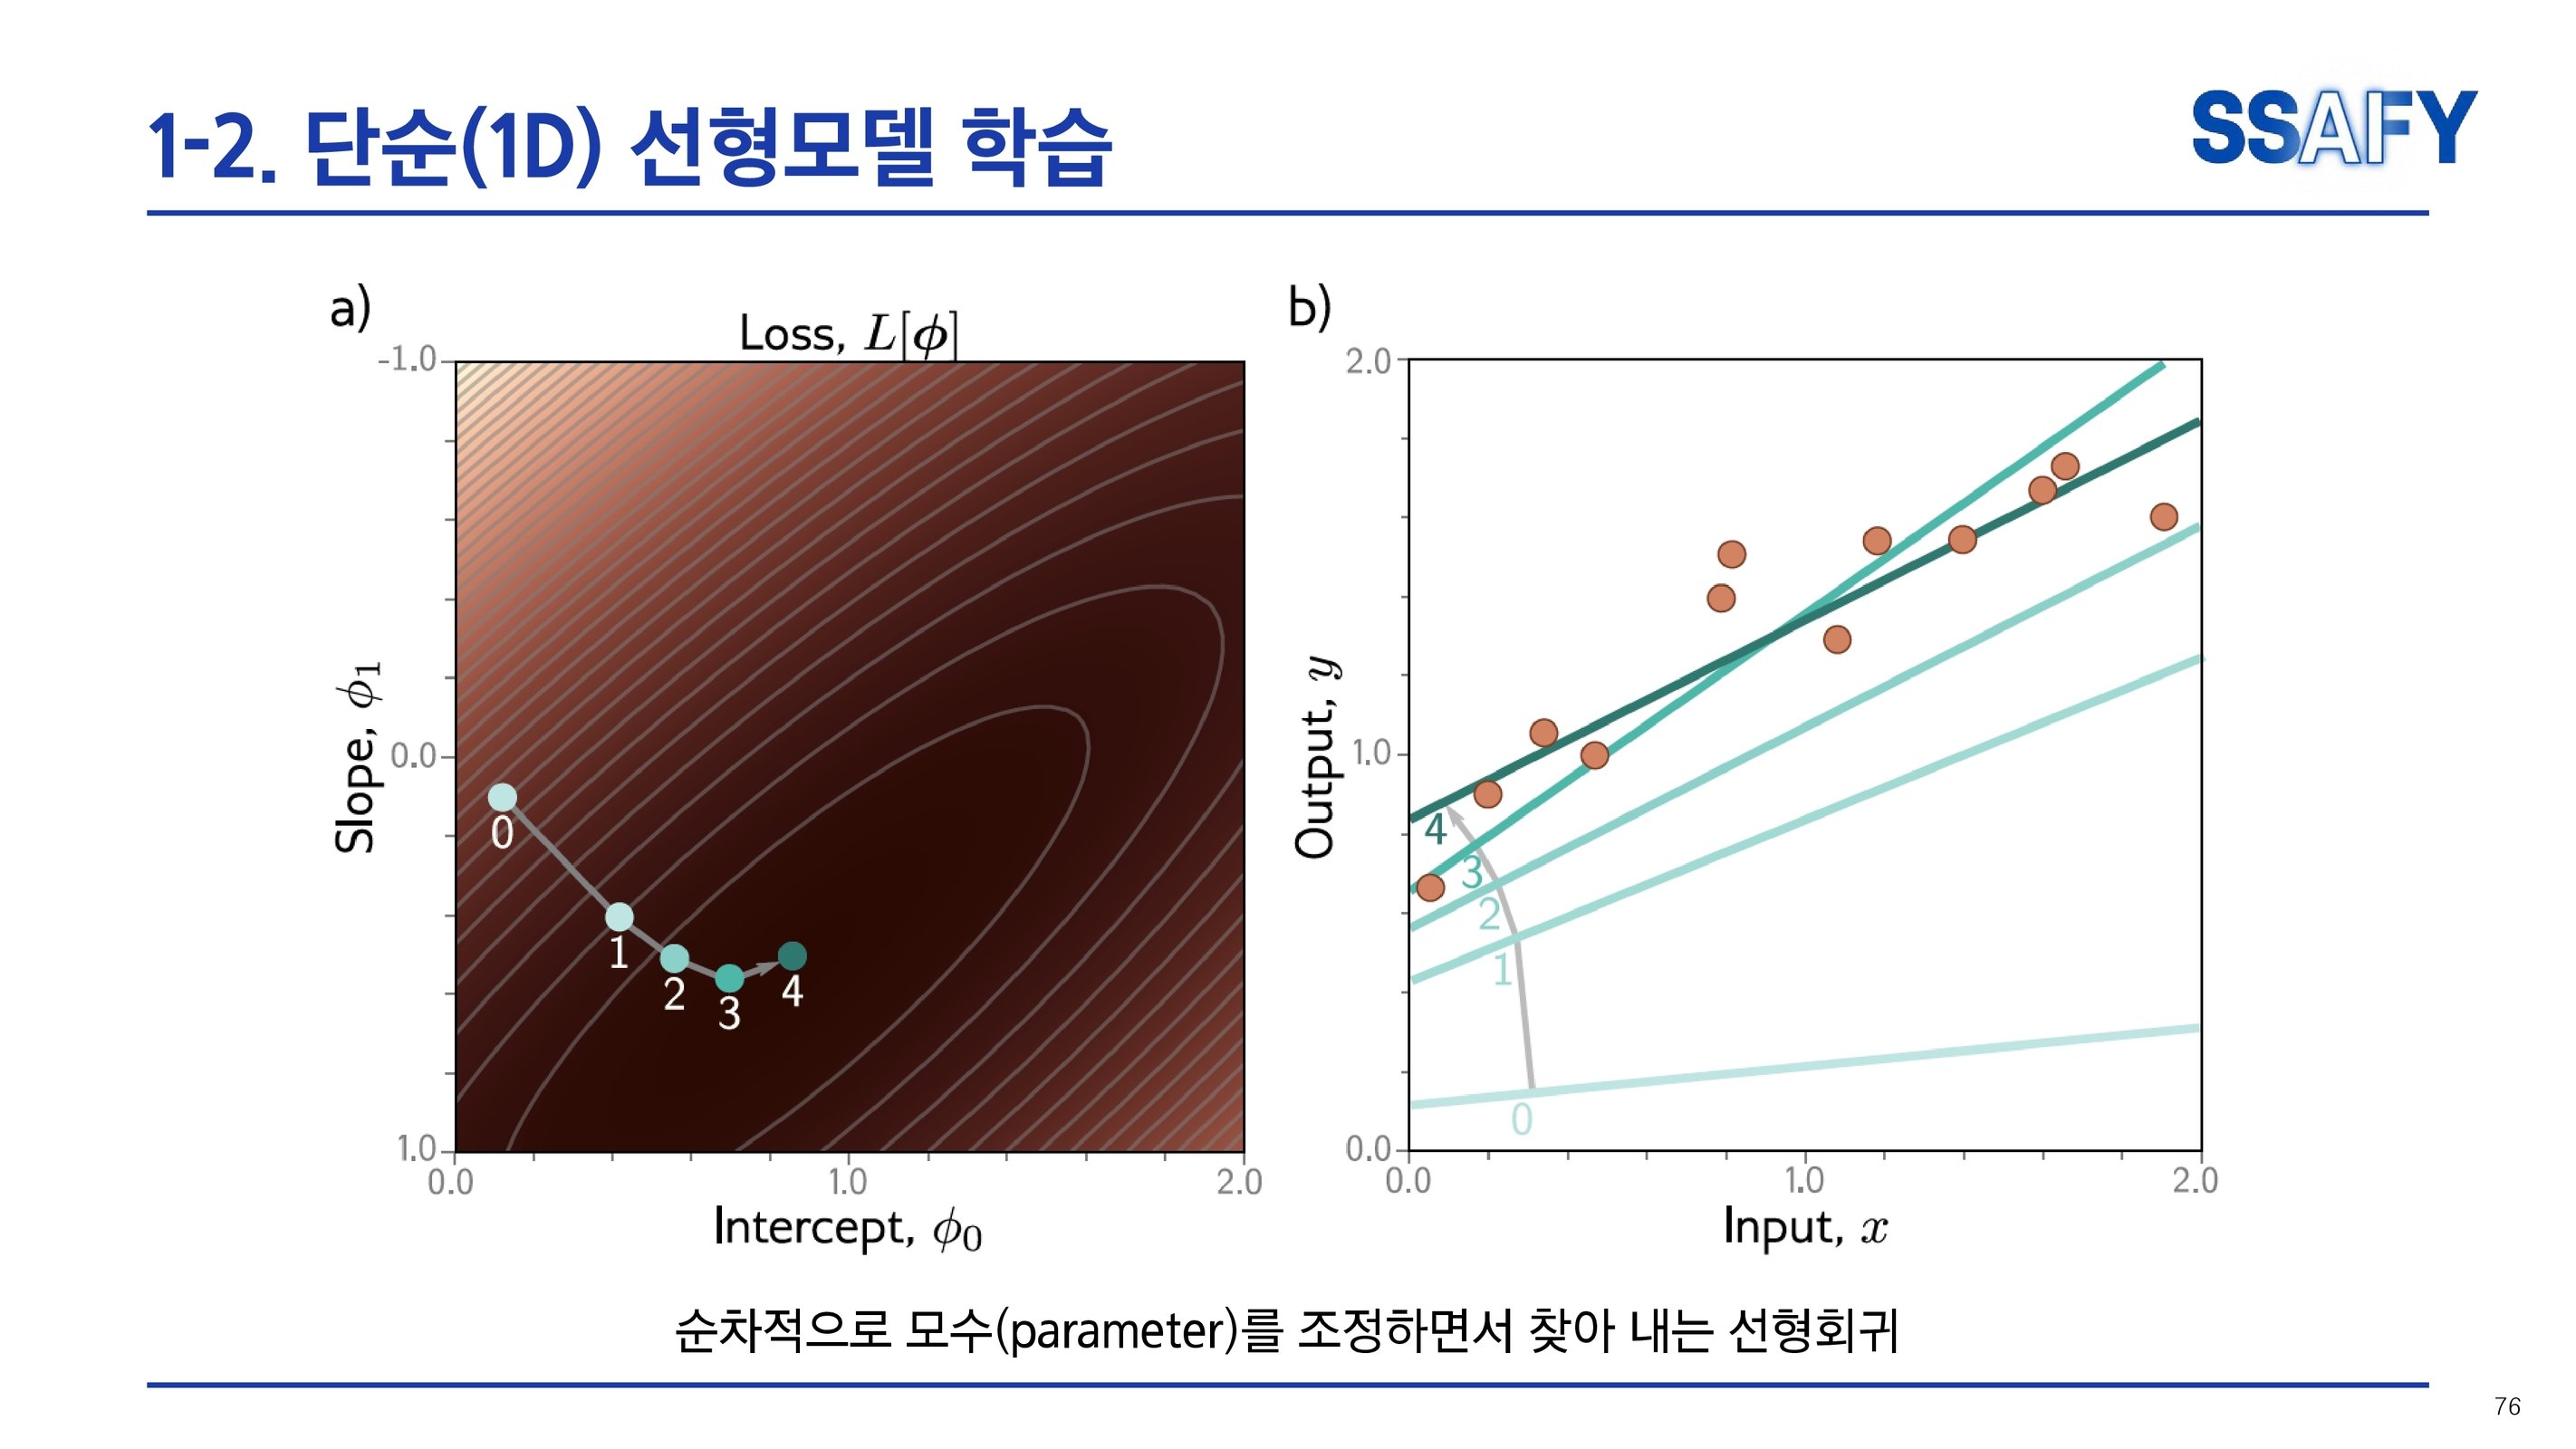 1-2. 단순(1D) 선형모델 학습
SSAFY
a)
Loss, L[ϕ]
-1.0
0.0
1.0
Slope, ϕ1
0
1
2
3
4
0.0
1.0
2.0
Intercept, ϕ0
b)
2.0
1.0
0.0
Output, y
4
3
2
1
0
0.0
1.0
2.0
Input, x
순차적으로 모수(parameter)를 조정하면서 찾아 내는 선형회귀
76